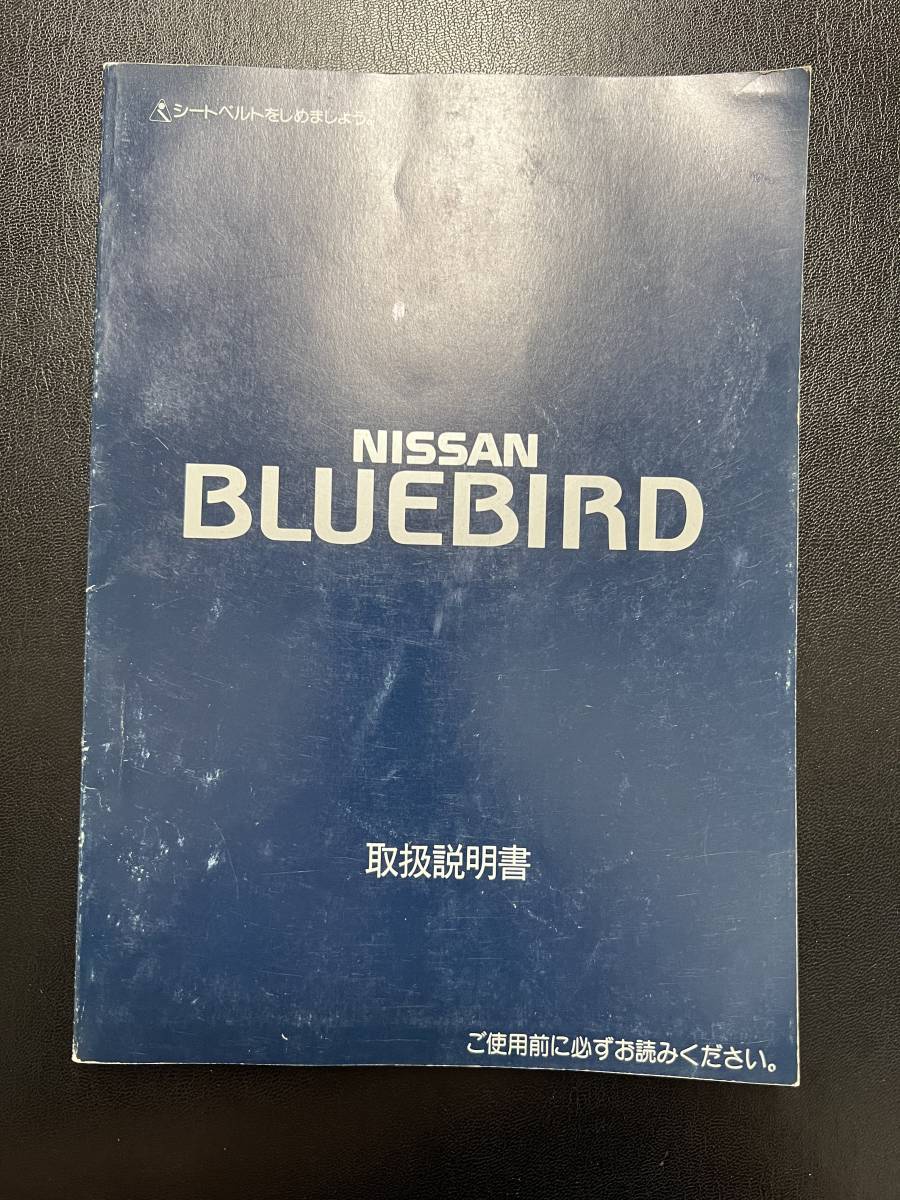 シートベルトをしめましょう。
NISSAN
BLUEBIRD
取扱説明書
ご使用前に必ずお読みください。